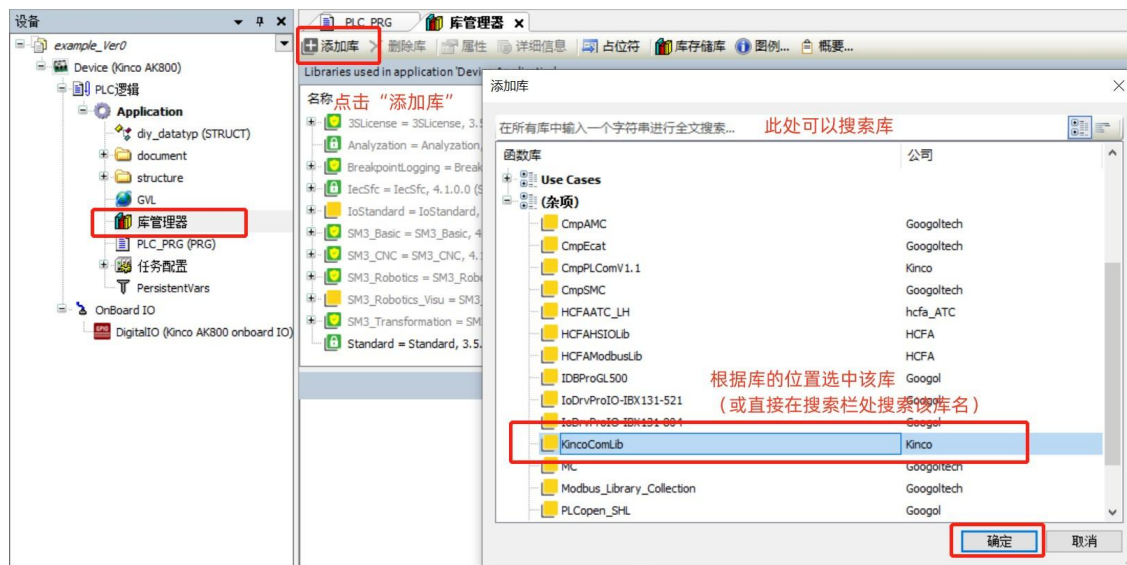 设备
PLC_PRG
库管理器
example_Ver0
添加库
删除库
属性
详细信息
占位符
库存储库
图例...
概要...
Device (Kinco AK800)
PLC逻辑
Application
diy_datatyp (STRUCT)
document
structure
GVL
库管理器
PLC_PRG (PRG)
任务配置
PersistentVars
OnBoard IO
DigitalIO (Kinco AK800 onboard IO)
Libraries used in application
名称
点击“添加库”
3SLicense = 3SLicense, 3.
Analyzation = Analyzation,
BreakpointLogging = Break
IecSfc = IecSfc, 4.1.0.0 (S
IoStandard = IoStandard,
SM3_Basic = SM3_Basic, 4
SM3_CNC = SM3_CNC, 4.
SM3_Robotics = SM3_Rob
SM3_Robotics_Visu = SM3_
SM3_Transformation = SM
Standard = Standard, 3.5.
添加库
在所有库中输入一个字符串进行全文搜索...
此处可以搜索库
函数库 公司
Use Cases
(杂项)
CmpAMC Googoltech
CmpEcat Googoltech
CmpPLComV1.1 Kinco
CmpSMC Googoltech
HCFAATC_LH hcfa_ATC
HCFAHSIOLib HCFA
HCFAModbusLib HCFA
IDBProGL500 Googol
根据库的位置选中该库
IoDrvProIO-IBX131-521
(或直接在搜索栏处搜索该库名)
Googol
KincoComLib Kinco
MC Googoltech
Modbus_Library_Collection Googoltech
PLCopen_SHL Googol
确定 取消